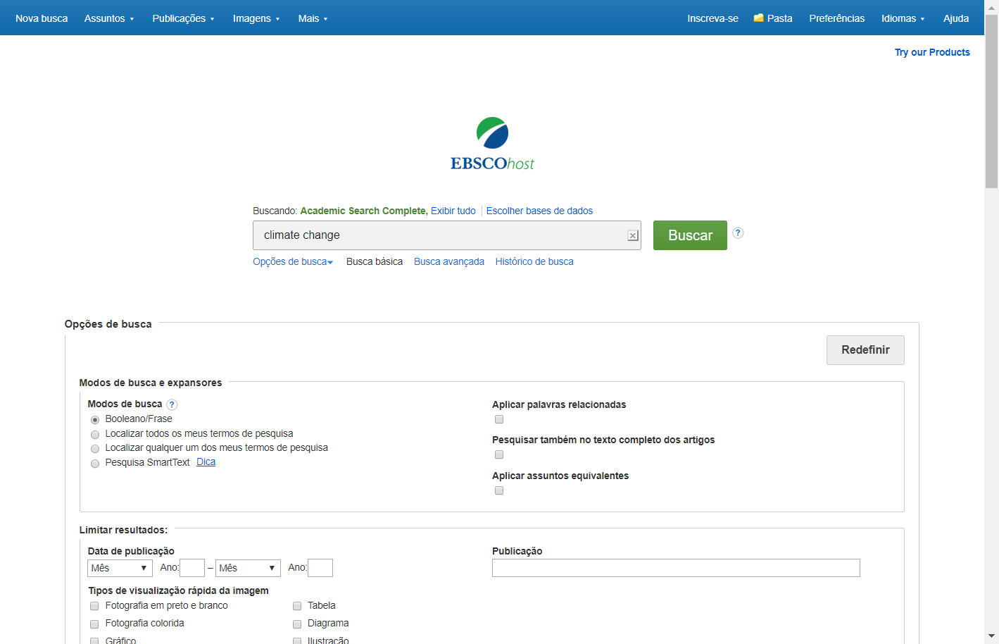 Nova busca Assuntos Publicações Imagens Mais Inscreva-se Pasta Preferências Idiomas Ajuda
Try our Products
EBSCOhost
Buscando: Academic Search Complete, Exibir tudo Escolher bases de dados
climate change Buscar ?
Opções de busca Busca básica Busca avançada Histórico de busca
Opções de busca
Redefinir
Modos de busca e expansores
Modos de busca ?
Booleano/Frase
Localizar todos os meus termos de pesquisa
Localizar qualquer um dos meus termos de pesquisa
Pesquisa SmartText Dica
Aplicar palavras relacionadas
Pesquisar também no texto completo dos artigos
Aplicar assuntos equivalentes
Limitar resultados:
Data de publicação
Mês Ano: – Mês Ano:
Publicação
Tipos de visualização rápida da imagem
Fotografia em preto e branco Tabela
Fotografia colorida Diagrama
Gráfico Ilustração